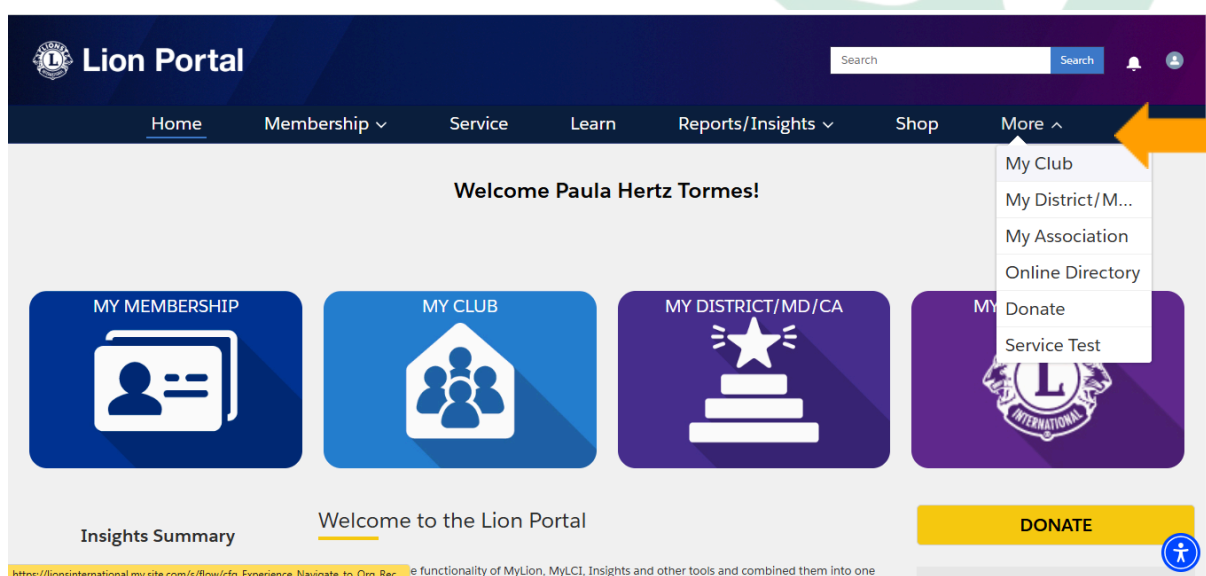 Lion Portal
Search
Search
Home Membership Service Learn Reports/Insights Shop More
My Club
My District/M...
My Association
Online Directory
Donate
Service Test
Welcome Paula Hertz Tormes!
MY MEMBERSHIP
MY CLUB
MY DISTRICT/MD/CA
MY
L
INTERNATIONAL
Insights Summary
Welcome to the Lion Portal
DONATE
https://lionsinternational.my.site.com/s/flow/cfg_Experience_Navigate_to_Org_Rec...
e functionality of MyLion, MyLCI, Insights and other tools and combined them into one